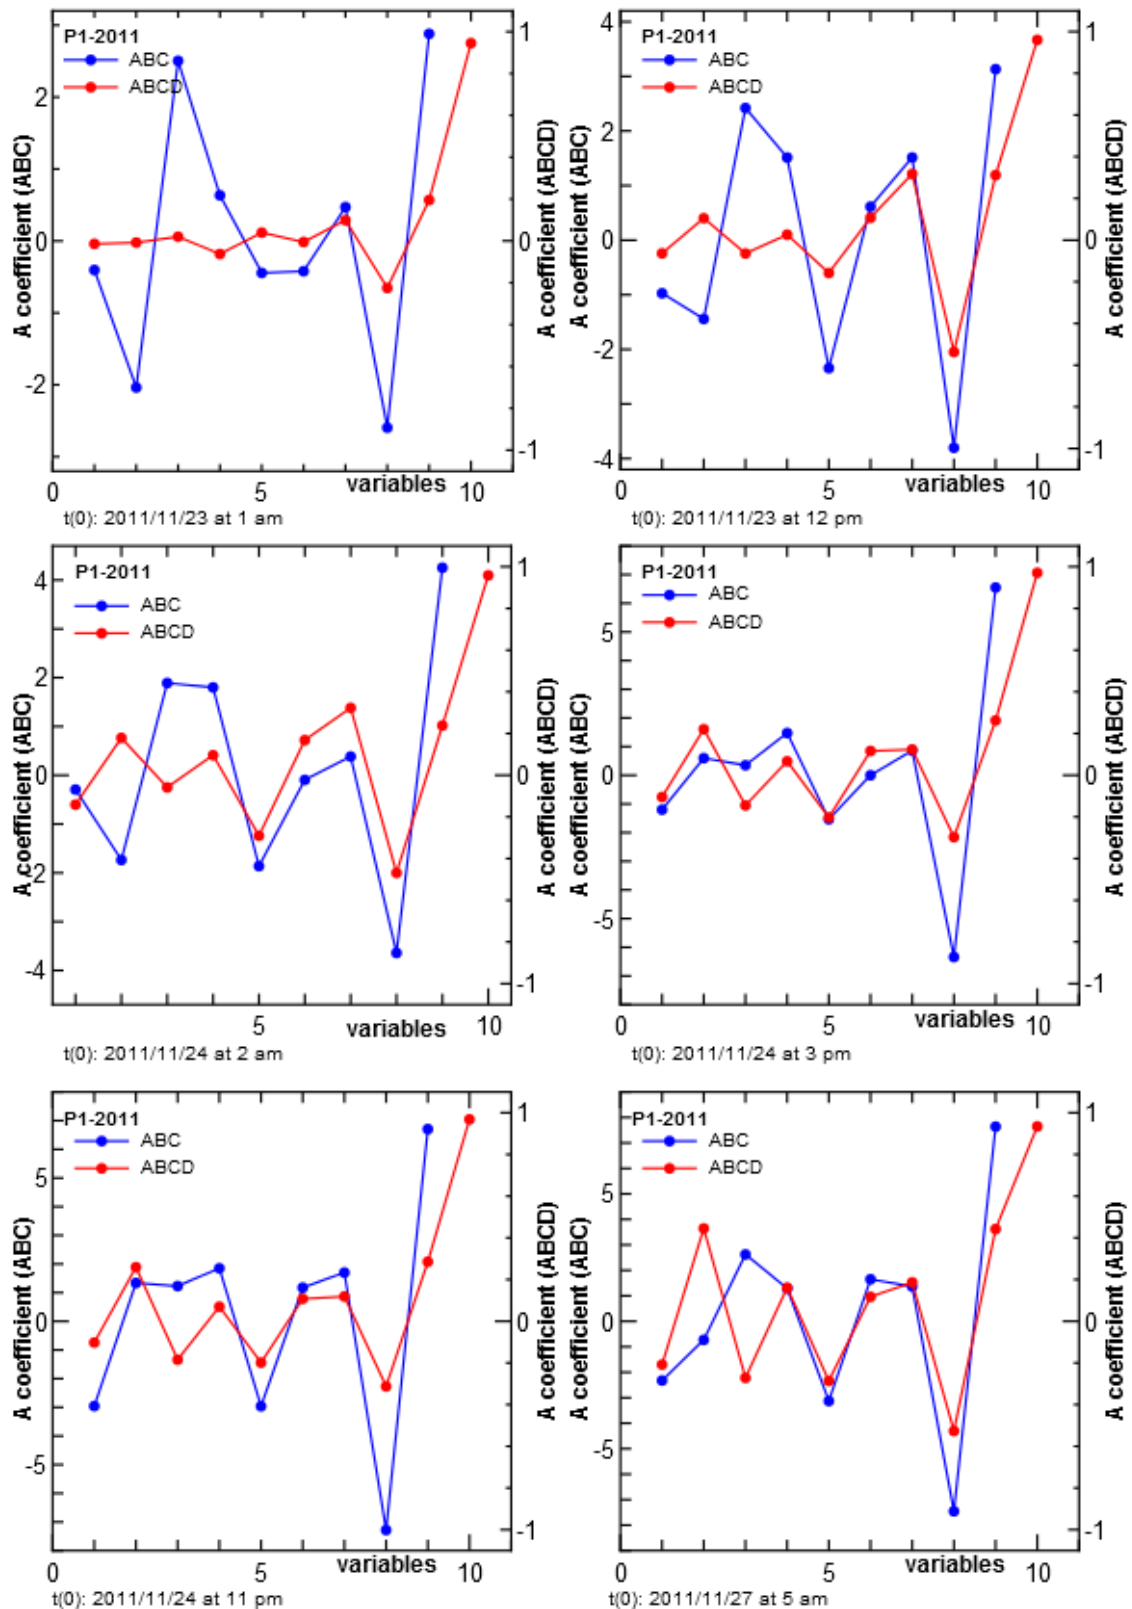 P1-2011
ABC
ABCD
2
0
-2
1
0
-1
A coefficient (ABC)
A coefficient (ABCD)
0
5
10
variables
t(0): 2011/11/23 at 1 am
P1-2011
ABC
ABCD
4
2
0
-2
-4
1
0
-1
A coefficient (ABC)
A coefficient (ABCD)
0
5
10
variables
t(0): 2011/11/23 at 12 pm
P1-2011
ABC
ABCD
4
2
0
-2
-4
1
0
-1
A coefficient (ABC)
A coefficient (ABCD)
5
10
variables
t(0): 2011/11/24 at 2 am
P1-2011
ABC
ABCD
5
0
-5
1
0
-1
A coefficient (ABC)
A coefficient (ABCD)
0
5
10
variables
t(0): 2011/11/24 at 3 pm
P1-2011
ABC
ABCD
5
0
-5
1
0
-1
A coefficient (ABC)
A coefficient (ABCD)
0
5
10
variables
t(0): 2011/11/24 at 11 pm
P1-2011
ABC
ABCD
5
0
-5
1
0
-1
A coefficient (ABC)
A coefficient (ABCD)
0
5
10
variables
t(0): 2011/11/27 at 5 am